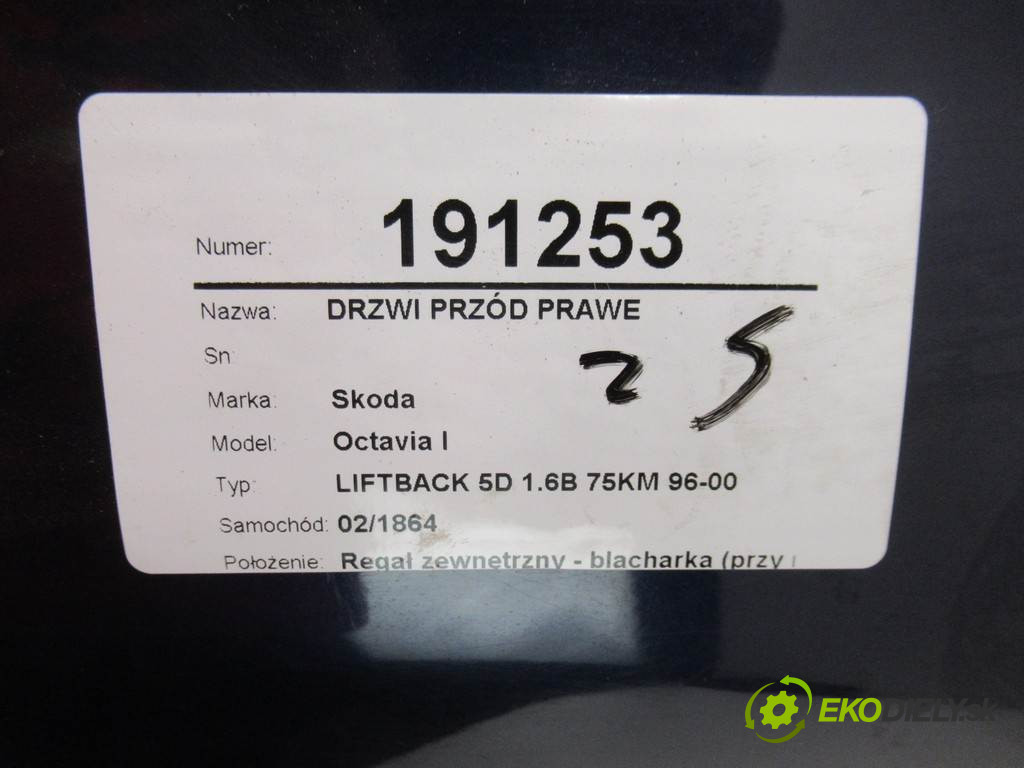 Numer: 191253
Nazwa: DRZWI PRZÓD PRAWE
Sn:
2 5
Marka: Skoda
Model: Octavia I
Typ: LIFTBACK 5D 1.6B 75KM 96-00
Samochód: 02/1864
Położenie: Regał zewnętrzny - blacharka (przy
EKODIELY.sk